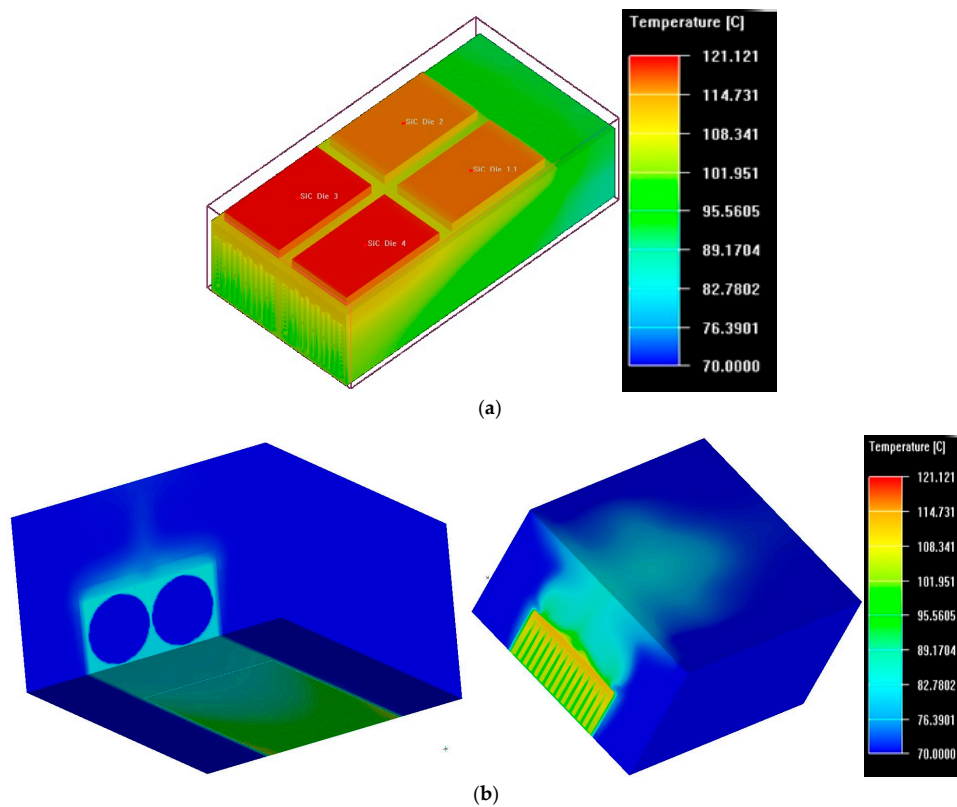 Temperature [C]
121.121
114.731
108.341
101.951
95.5605
89.1704
82.7802
76.3901
70.0000
SiC Die 2
SiC Die 1.1
SiC Die 3
SiC Die 4
(a)
Temperature [C]
121.121
114.731
108.341
101.951
95.5605
89.1704
82.7802
76.3901
70.0000
(b)